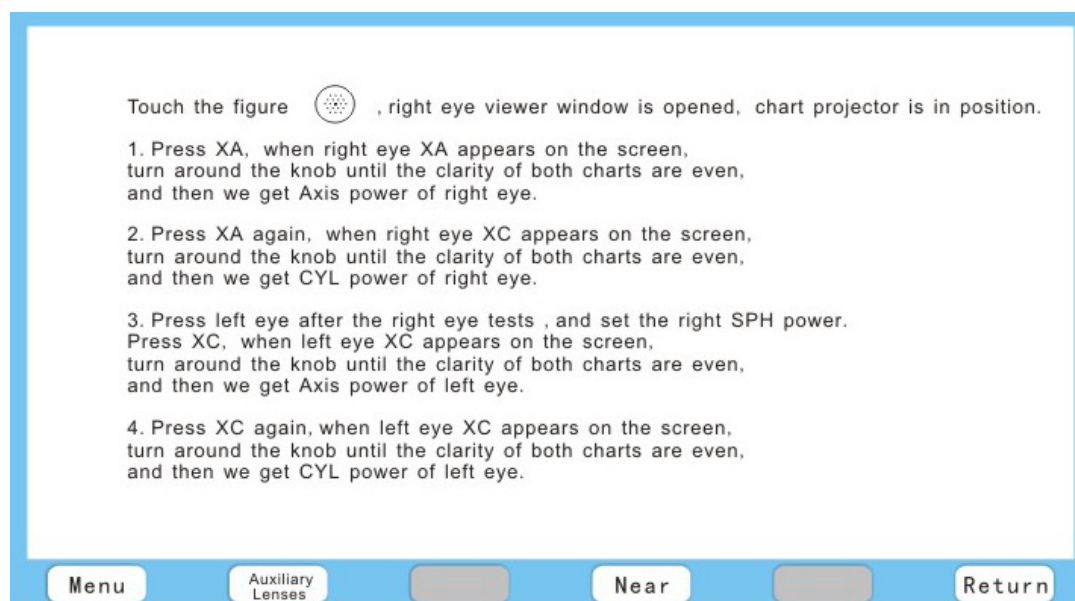 Touch the figure , right eye viewer window is opened, chart projector is in position.
1. Press XA, when right eye XA appears on the screen,
turn around the knob until the clarity of both charts are even,
and then we get Axis power of right eye.
2. Press XA again, when right eye XC appears on the screen,
turn around the knob until the clarity of both charts are even,
and then we get CYL power of right eye.
3. Press left eye after the right eye tests , and set the right SPH power.
Press XC, when left eye XC appears on the screen,
turn around the knob until the clarity of both charts are even,
and then we get Axis power of left eye.
4. Press XC again, when left eye XC appears on the screen,
turn around the knob until the clarity of both charts are even,
and then we get CYL power of left eye.
Menu
Auxiliary
Lenses
Near
Return